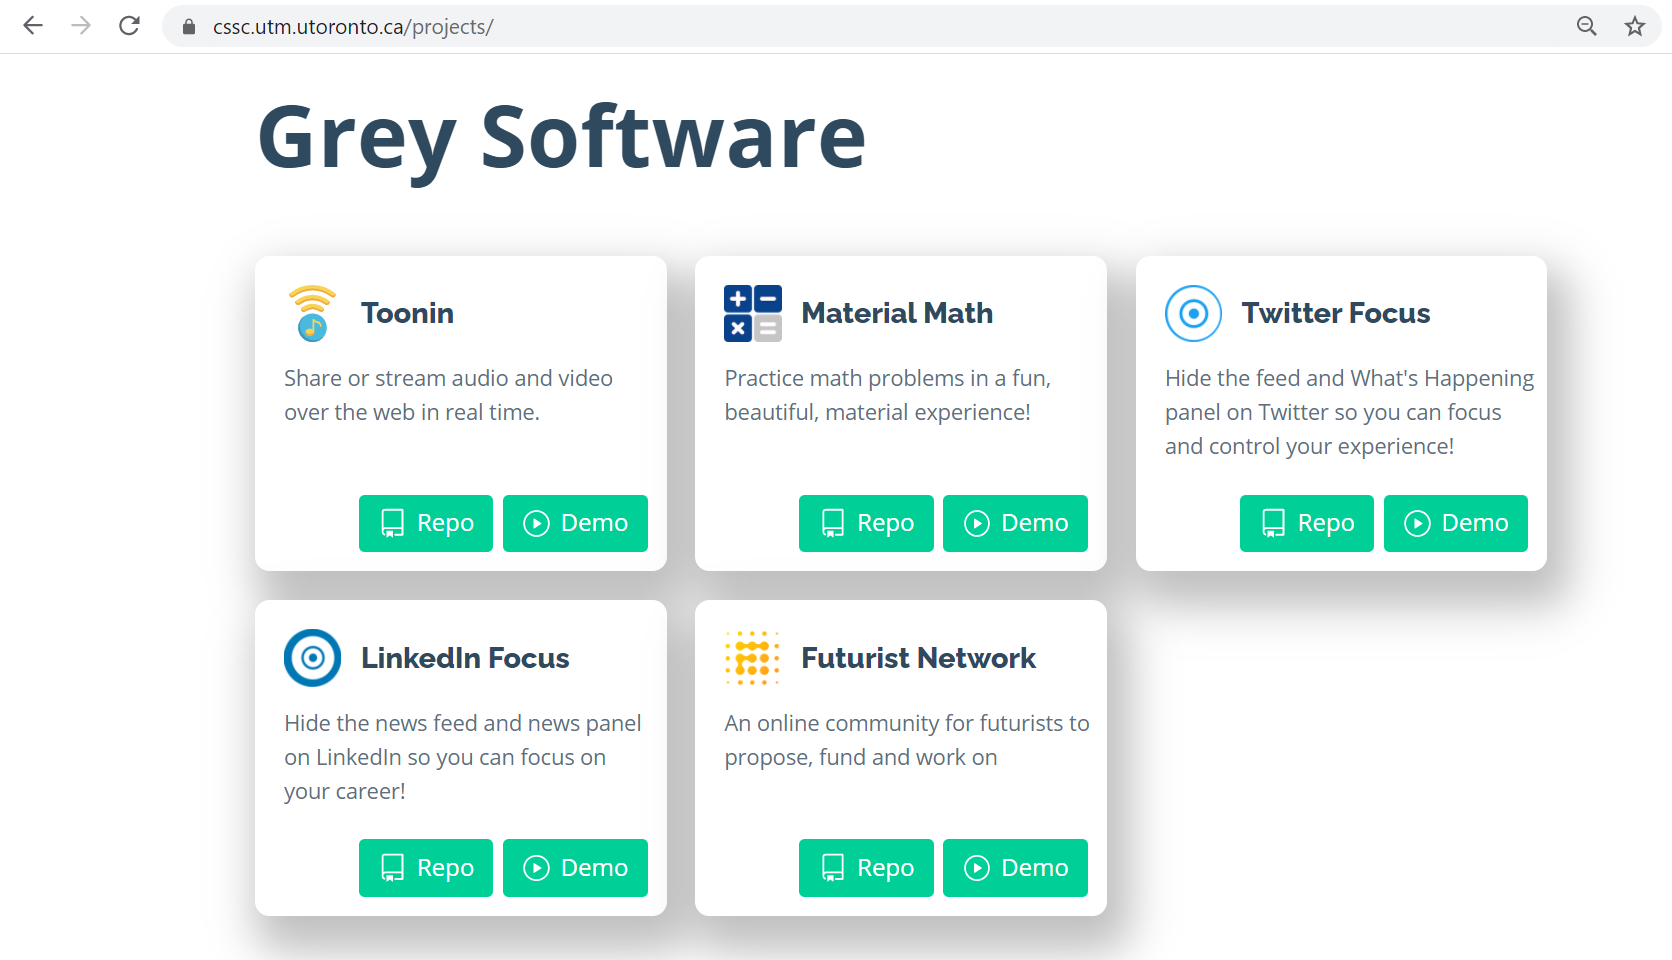 cssc.utm.utoronto.ca/projects/
Grey Software
Toonin
Share or stream audio and video
over the web in real time.
Repo
Demo
Material Math
Practice math problems in a fun,
beautiful, material experience!
Repo
Demo
Twitter Focus
Hide the feed and What's Happening
panel on Twitter so you can focus
and control your experience!
Repo
Demo
LinkedIn Focus
Hide the news feed and news panel
on LinkedIn so you can focus on
your career!
Repo
Demo
Futurist Network
An online community for futurists to
propose, fund and work on
Repo
Demo